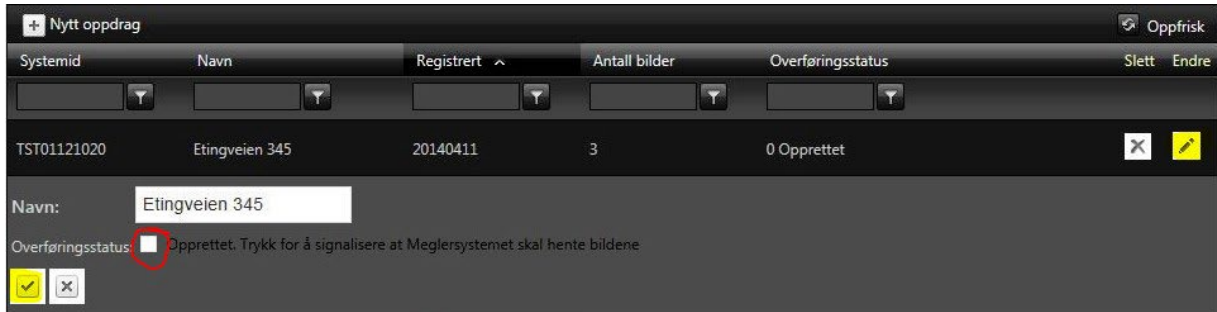 Nytt oppdrag Oppfrisk
Systemid Navn Registrert Antall bilder Overføringsstatus Slett Endre
TST01121020 Etingveien 345 20140411 3 0 Opprettet
Navn: Etingveien 345
Overføringsstatus: Opprettet. Trykk for å signalisere at Meglersystemet skal hente bildene